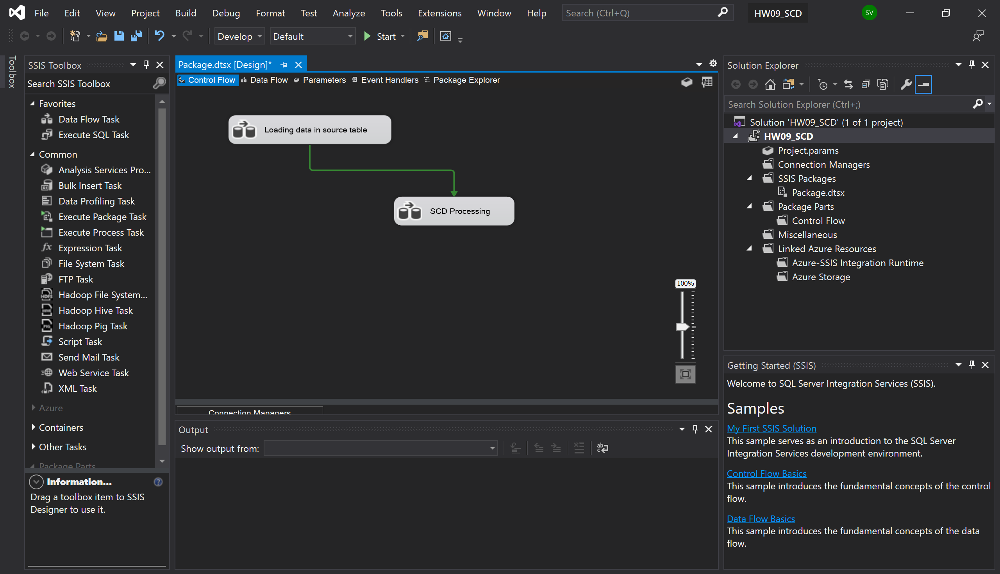 File Edit View Project Build Debug Format Test Analyze Tools Extensions Window Help Search (Ctrl+Q) HW09_SCD SV
Develop Default Start
Toolbox
SSIS Toolbox
Search SSIS Toolbox
Favorites
Data Flow Task
Execute SQL Task
Common
Analysis Services Pro...
Bulk Insert Task
Data Profiling Task
Execute Package Task
Execute Process Task
Expression Task
File System Task
FTP Task
Hadoop File System...
Hadoop Hive Task
Hadoop Pig Task
Script Task
Send Mail Task
Web Service Task
XML Task
Azure
Containers
Other Tasks
Package Parts
Information...
Drag a toolbox item to SSIS
Designer to use it.
Package.dtsx [Design]*
Control Flow Data Flow Parameters Event Handlers Package Explorer
Loading data in source table
SCD Processing
100%
Connection Managers
Output
Show output from:
Solution Explorer
Search Solution Explorer (Ctrl+;)
Solution 'HW09_SCD' (1 of 1 project)
HW09_SCD
Project.params
Connection Managers
SSIS Packages
Package.dtsx
Package Parts
Control Flow
Miscellaneous
Linked Azure Resources
Azure-SSIS Integration Runtime
Azure Storage
Getting Started (SSIS)
Welcome to SQL Server Integration Services (SSIS).
Samples
My First SSIS Solution
This sample serves as an introduction to the SQL Server
Integration Services development environment.
Control Flow Basics
This sample introduces the fundamental concepts of the control
flow.
Data Flow Basics
This sample introduces the fundamental concepts of the data
flow.